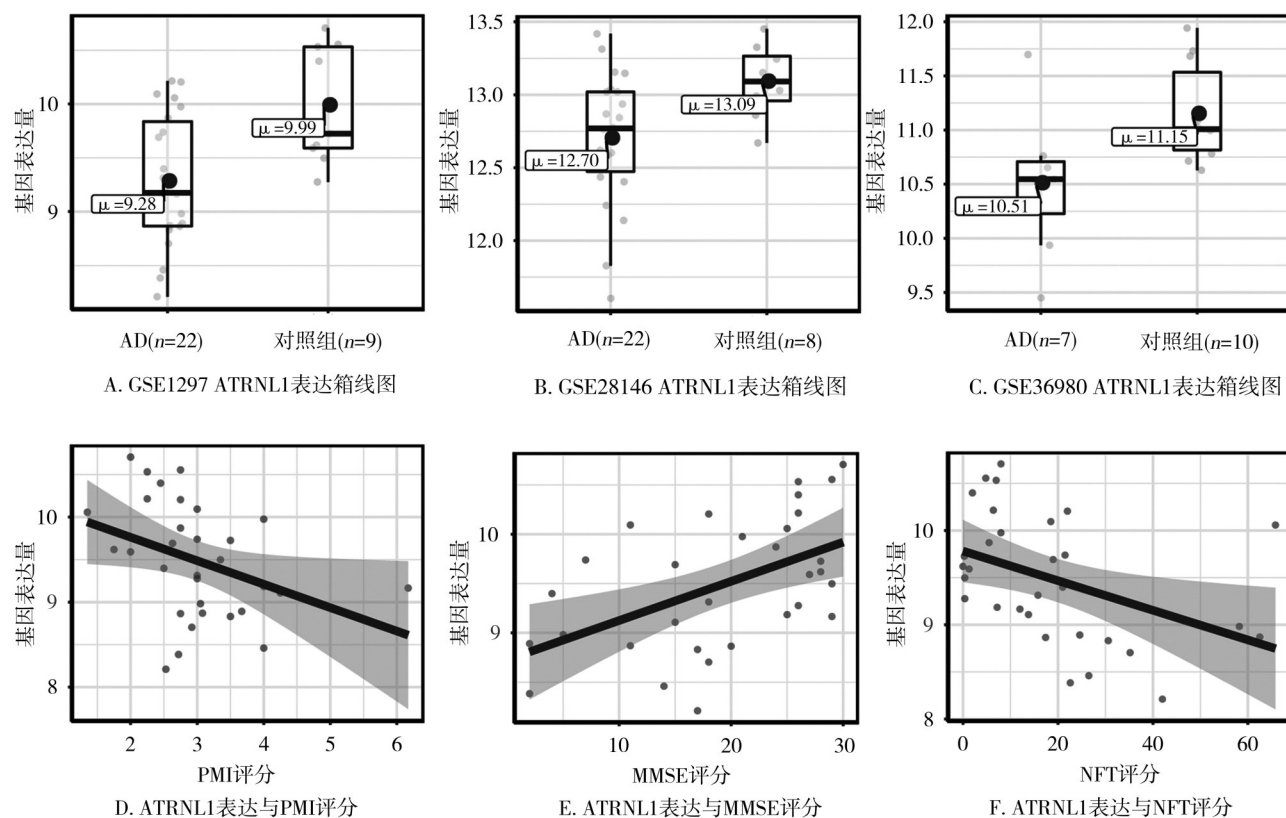 基因表达量
10
9
μ =9.28
μ =9.99
AD(n=22)
对照组(n=9)
A. GSE1297 ATRNL1表达箱线图
基因表达量
13.5
13.0
12.5
12.0
μ =12.70
μ =13.09
AD(n=22)
对照组(n=8)
B. GSE28146 ATRNL1表达箱线图
基因表达量
12.0
11.5
11.0
10.5
10.0
9.5
μ =10.51
μ =11.15
AD(n=7)
对照组(n=10)
C. GSE36980 ATRNL1表达箱线图
基因表达量
10
9
8
2 3 4 5 6
PMI评分
D. ATRNL1表达与PMI评分
基因表达量
10
9
10 20 30
MMSE评分
E. ATRNL1表达与MMSE评分
基因表达量
10
9
8
0 20 40 60
NFT评分
F. ATRNL1表达与NFT评分